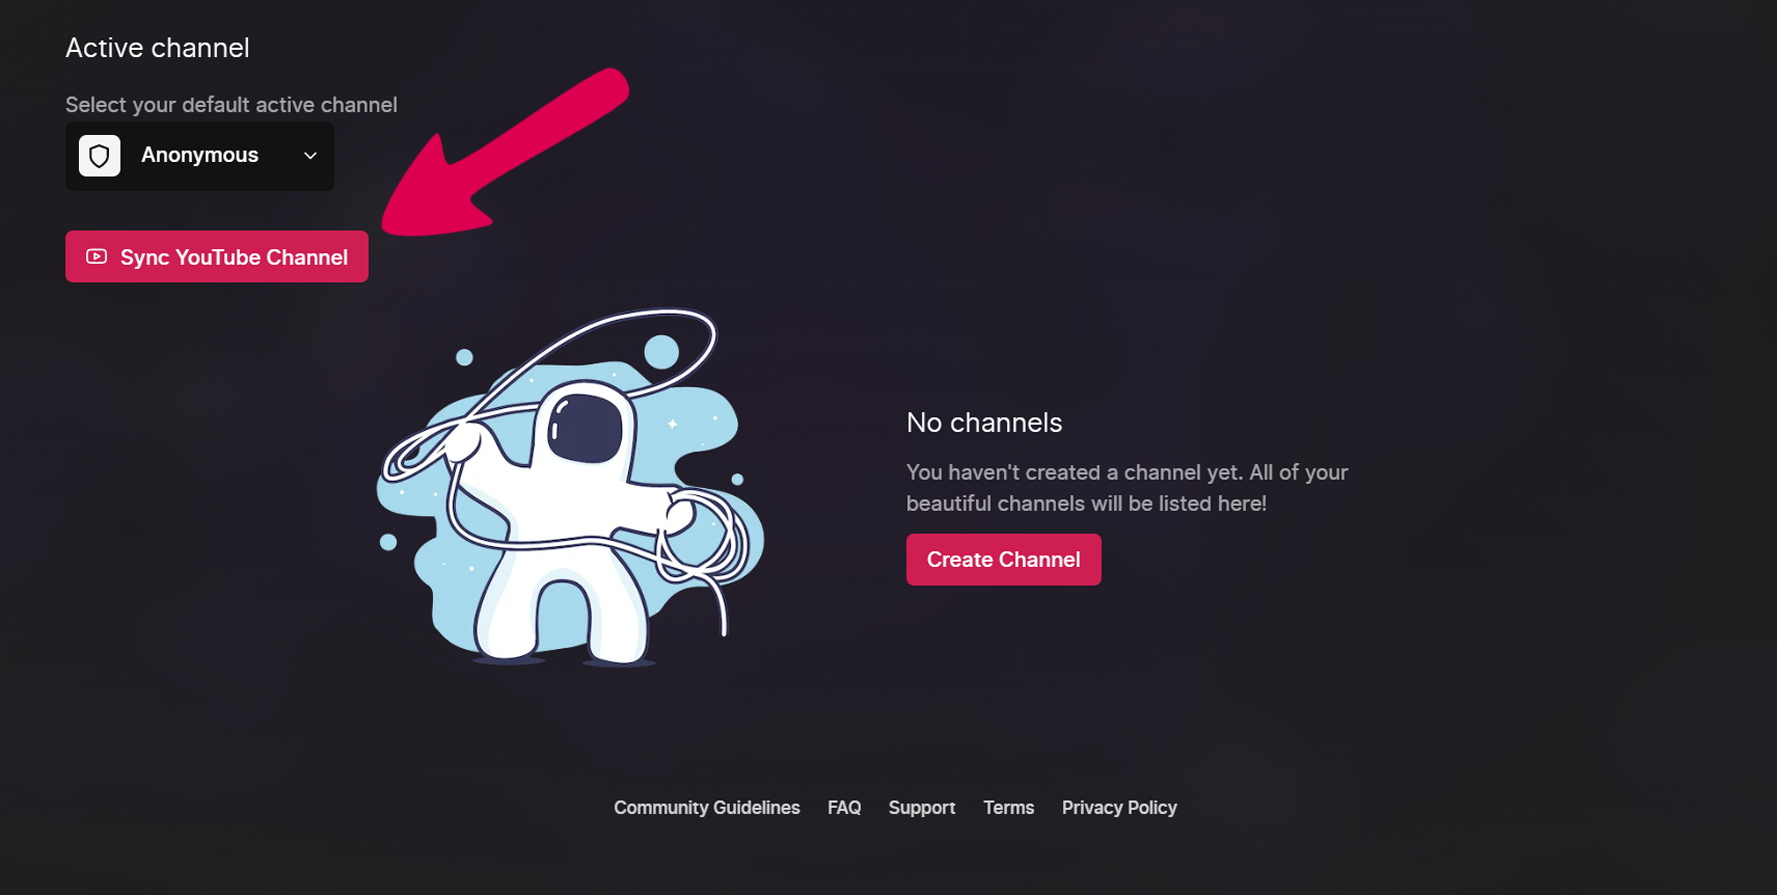 Active channel
Select your default active channel
Anonymous
Sync YouTube Channel
No channels
You haven't created a channel yet. All of your
beautiful channels will be listed here!
Create Channel
Community Guidelines FAQ Support Terms Privacy Policy